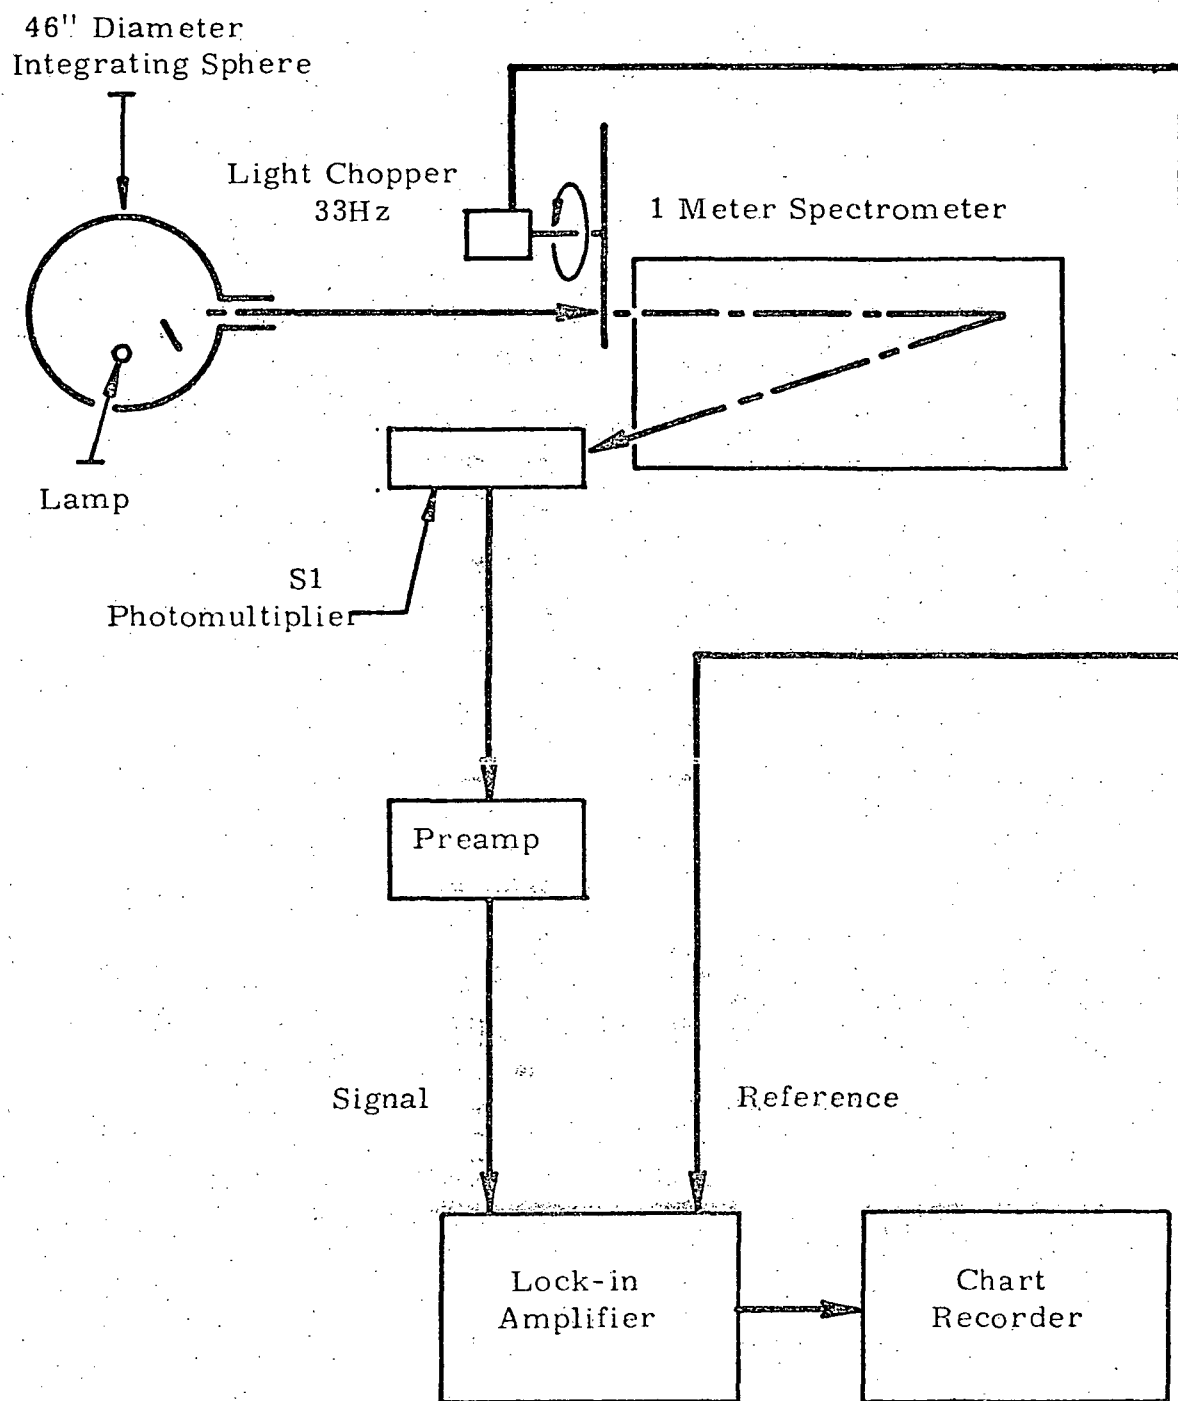 46" Diameter
Integrating Sphere
Light Chopper
33Hz
1 Meter Spectrometer
Lamp
S1
Photomultiplier
Preamp
Signal
Reference
Lock-in
Amplifier
Chart
Recorder